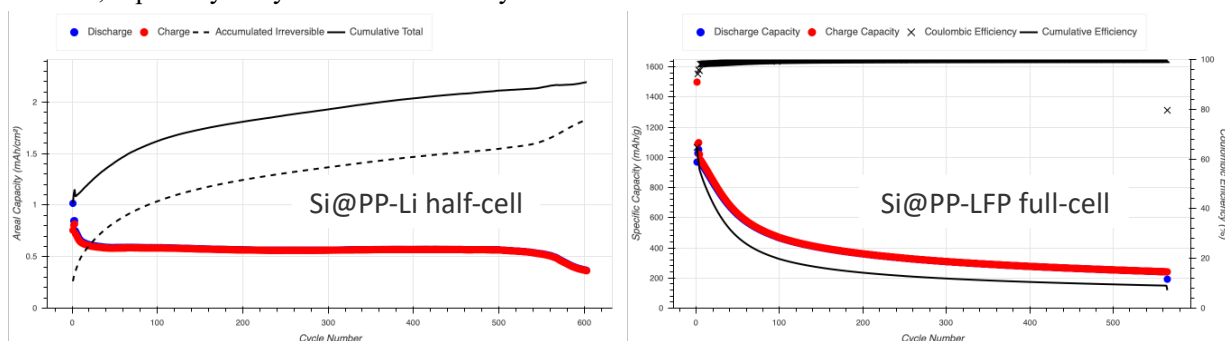 Discharge Charge Accumulated Irreversible Cumulative Total
Areal Capacity (mAh/cm²)
2
1.5
1
0.5
0
Si@PP-Li half-cell
0 100 200 300 400 500 600
Cycle Number
Discharge Capacity Charge Capacity Coulombic Efficiency Cumulative Efficiency
Specific Capacity (mAh/g)
1600
1400
1200
1000
800
600
400
200
0
Si@PP-LFP full-cell
100
80
60
40
20
0
Coulombic Efficiency (%)
0 100 200 300 400 500
Cycle Number